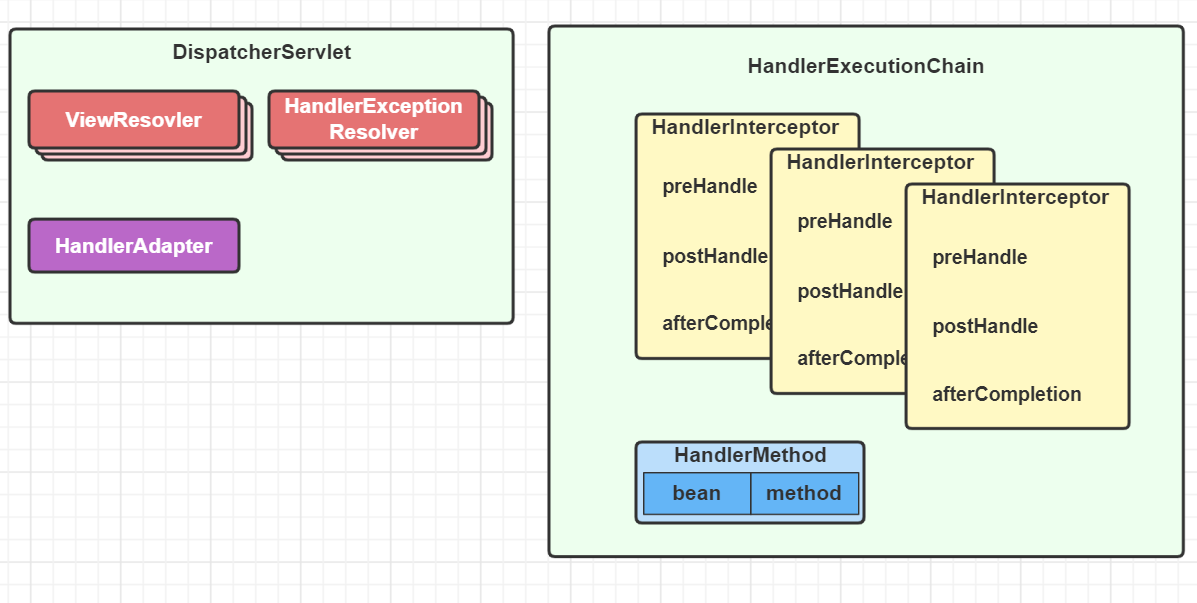 DispatcherServlet
ViewResovler
HandlerException
Resolver
HandlerAdapter
HandlerExecutionChain
HandlerInterceptor
preHandle
postHandle
afterComple
HandlerInterceptor
preHandle
postHandle
afterComple
HandlerInterceptor
preHandle
postHandle
afterCompletion
HandlerMethod
bean
method